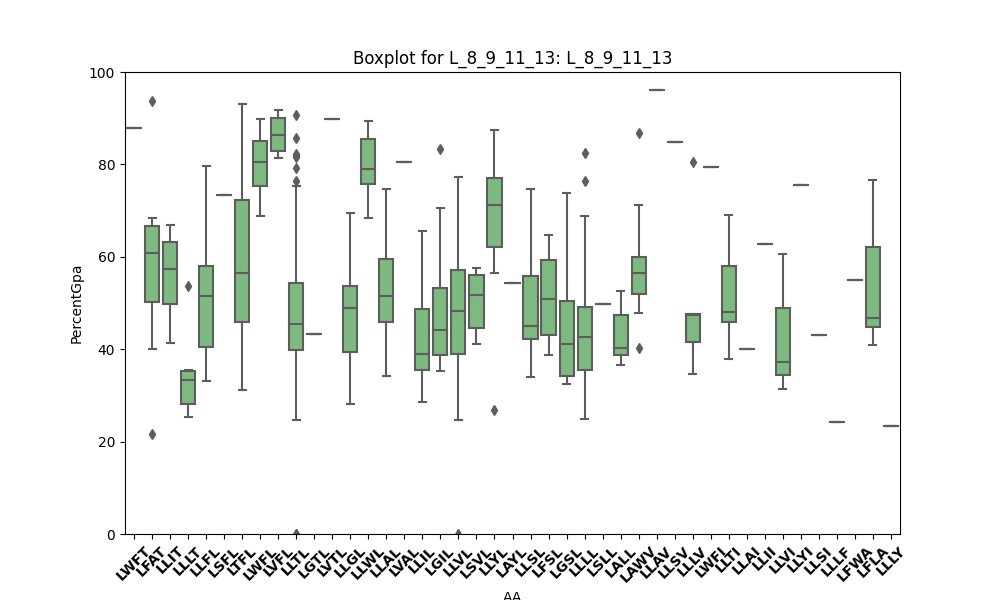 Boxplot for L_8_9_11_13: L_8_9_11_13
100
80
60
40
20
0
PercentGpa
LWFT LFAT LLIT LLLT LLFL LSFL LTFL LWFL LVFL LLTL LGTL LVTL LLGL LLWL LLAL LVAL LLIL LGIL LLVL LSVL LLYL LAYL LLSL LFSL LGSL LLLL LSLL LALL LAWV LLAV LLSV LLLV LWFI LLTI LLAI LLII LLVI LLYI LLSI LLLF LFWA LFLA LLLY
AA